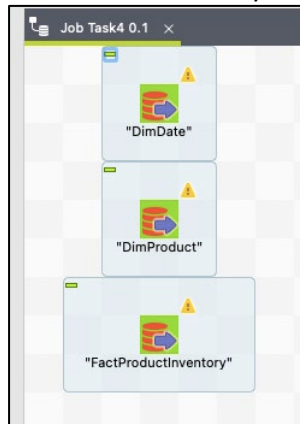 Job Task4 0.1
"DimDate"
"DimProduct"
"FactProductInventory"